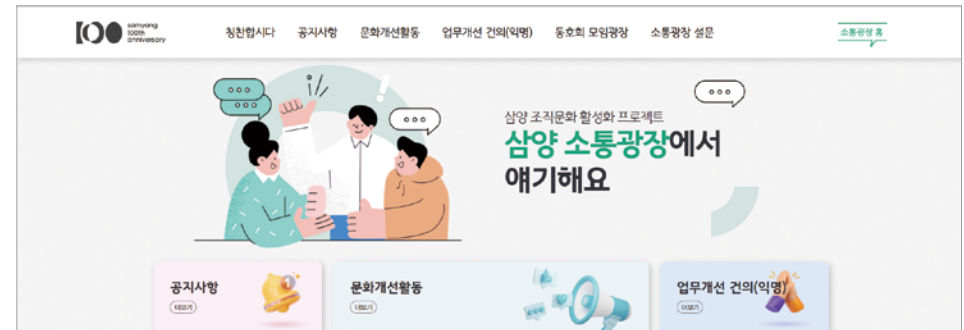 samyang
100th
anniversary
칭찬합시다 공지사항 문화개선활동 업무개선 건의(익명) 동호회 모임광장 소통광장 설문
소통광장 홈
삼양 조직문화 활성화 프로젝트
삼양 소통광장에서
얘기해요
공지사항
더보기
문화개선활동
더보기
업무개선 건의(익명)
더보기